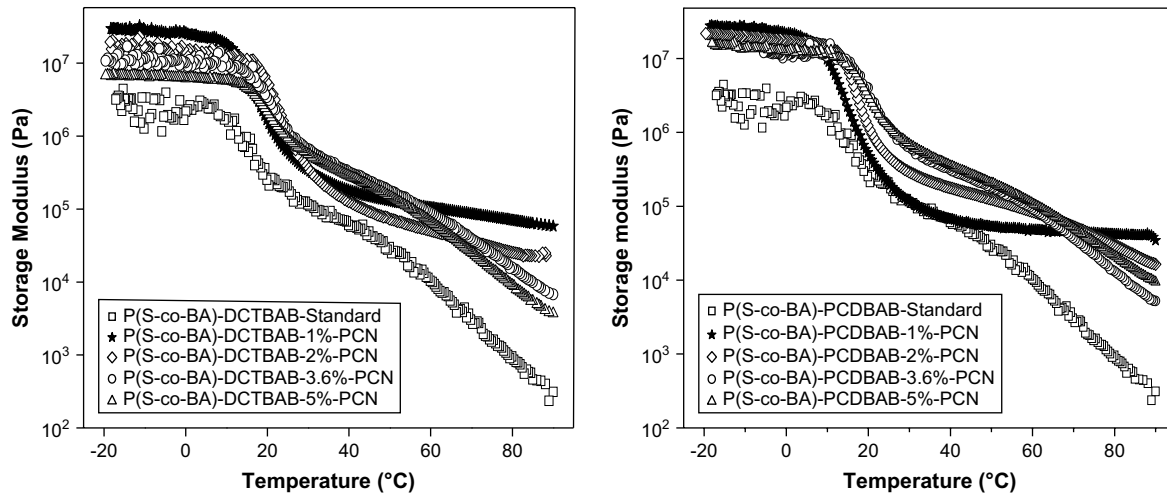 Storage Modulus (Pa)
10^7
10^6
10^5
10^4
10^3
10^2
-20 0 20 40 60 80
Temperature (°C)
P(S-co-BA)-DCTBAB-Standard
P(S-co-BA)-DCTBAB-1%-PCN
P(S-co-BA)-DCTBAB-2%-PCN
P(S-co-BA)-DCTBAB-3.6%-PCN
P(S-co-BA)-DCTBAB-5%-PCN
Storage modulus (Pa)
10^7
10^6
10^5
10^4
10^3
10^2
-20 0 20 40 60 80
Temperature (°C)
P(S-co-BA)-PCDBAB-Standard
P(S-co-BA)-PCDBAB-1%-PCN
P(S-co-BA)-PCDBAB-2%-PCN
P(S-co-BA)-PCDBAB-3.6%-PCN
P(S-co-BA)-PCDBAB-5%-PCN